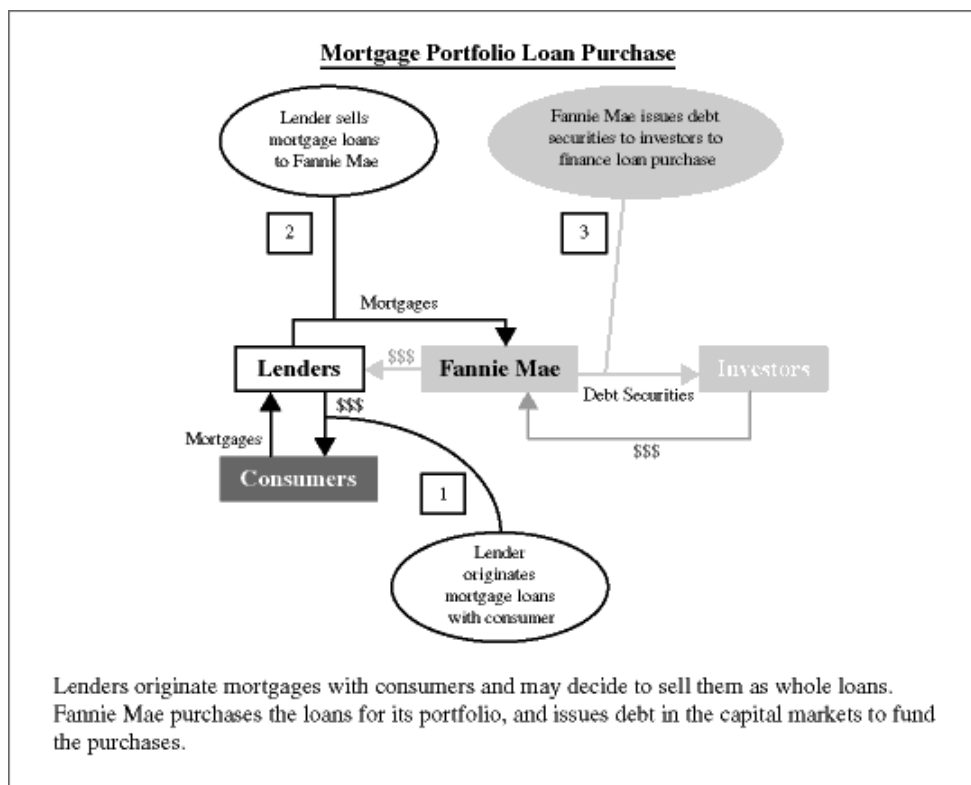 Mortgage Portfolio Loan Purchase
Lender sells
mortgage loans
to Fannie Mae
Fannie Mae issues debt
securities to investors to
finance loan purchase
2
3
Mortgages
$$$
Lenders
Fannie Mae
Investors
Debt Securities
$$$
Mortgages
$$$
Consumers
1
Lender
originates
mortgage loans
with consumer
Lenders originate mortgages with consumers and may decide to sell them as whole loans.
Fannie Mae purchases the loans for its portfolio, and issues debt in the capital markets to fund
the purchases.